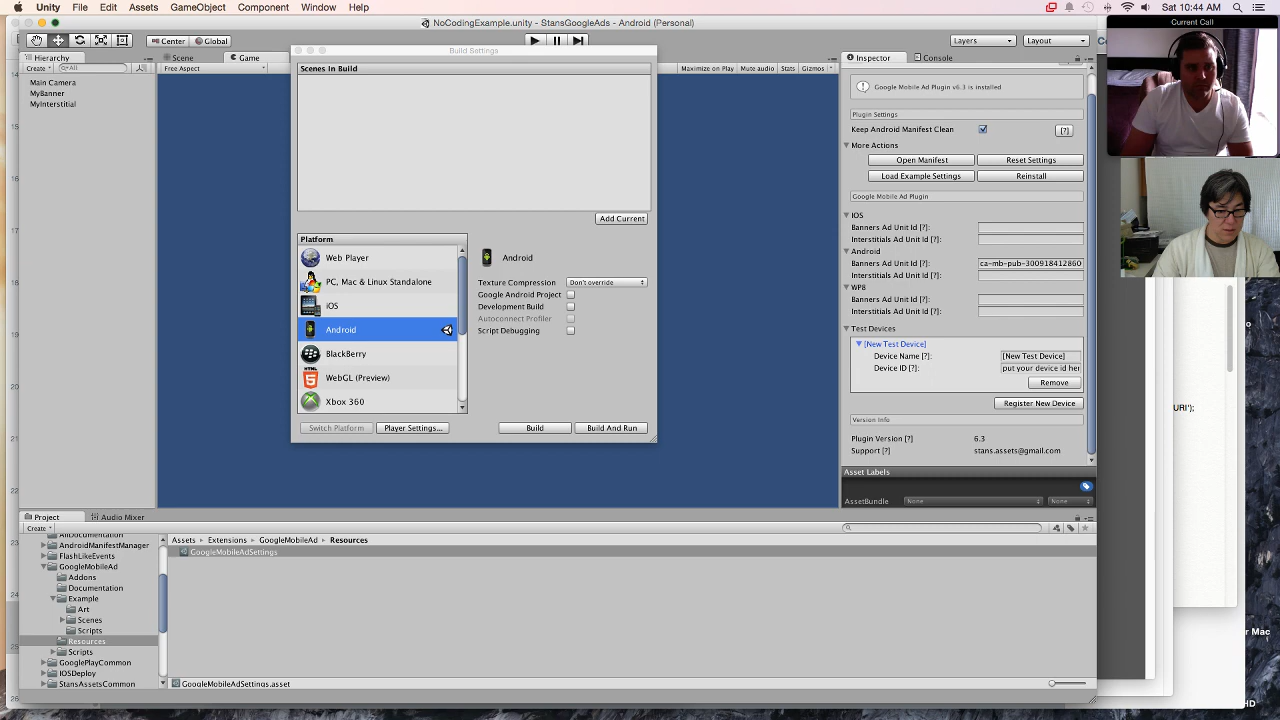 Unity File Edit Assets GameObject Component Window Help
Sat 10:44 AM
NoCodingExample.unity - StansGoogleAds - Android (Personal)
Current Call
Center Global
Layers Layout
Hierarchy
Create All
Main Camera
MyBanner
MyInterstitial
Scene Game
Free Aspect
Maximize on Play Mute audio Stats Gizmos
Build Settings
Scenes In Build
Add Current
Platform
Web Player
PC, Mac & Linux Standalone
iOS
Android
BlackBerry
WebGL (Preview)
Xbox 360
Android
Texture Compression Don't override
Google Android Project
Development Build
Autoconnect Profiler
Script Debugging
Switch Platform Player Settings... Build Build And Run
Inspector Console
Google Mobile Ad Plugin v6.3 is installed
Plugin Settings
Keep Android Manifest Clean [?]
More Actions
Open Manifest Reset Settings
Load Example Settings Reinstall
Google Mobile Ad Plugin
IOS
Banners Ad Unit Id [?]:
Interstitials Ad Unit Id [?]:
Android
Banners Ad Unit Id [?]: ca-mb-pub-300918412860
Interstitials Ad Unit Id [?]:
WP8
Banners Ad Unit Id [?]:
Interstitials Ad Unit Id [?]:
Test Devices
[New Test Device]
Device Name [?]: [New Test Device]
Device ID [?]: put your device id her
Remove
Register New Device
Version Info
Plugin Version [?] 6.3
Support [?] stans.assets@gmail.com
Asset Labels
AssetBundle None None
Project Audio Mixer
Create
AndroidManifestManager
FlashLikeEvents
GoogleMobileAd
Addons
Documentation
Example
Art
Scenes
Scripts
Resources
Scripts
GooglePlayCommon
IOSDeploy
StansAssetsCommon
Assets Extensions GoogleMobileAd Resources
GoogleMobileAdSettings
GoogleMobileAdSettings.asset
URI');
r Mac
HD